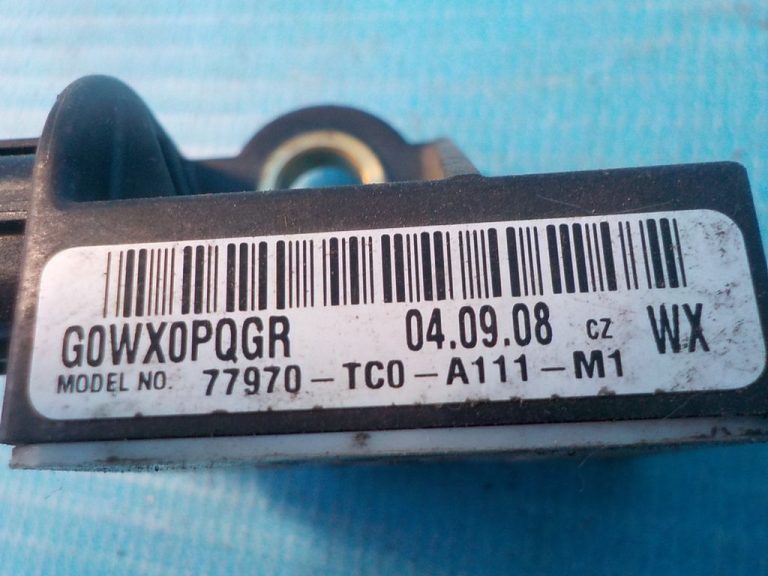 G0WX0PQGR 04.09.08 CZ WX
MODEL NO. 77970-TC0-A111-M1